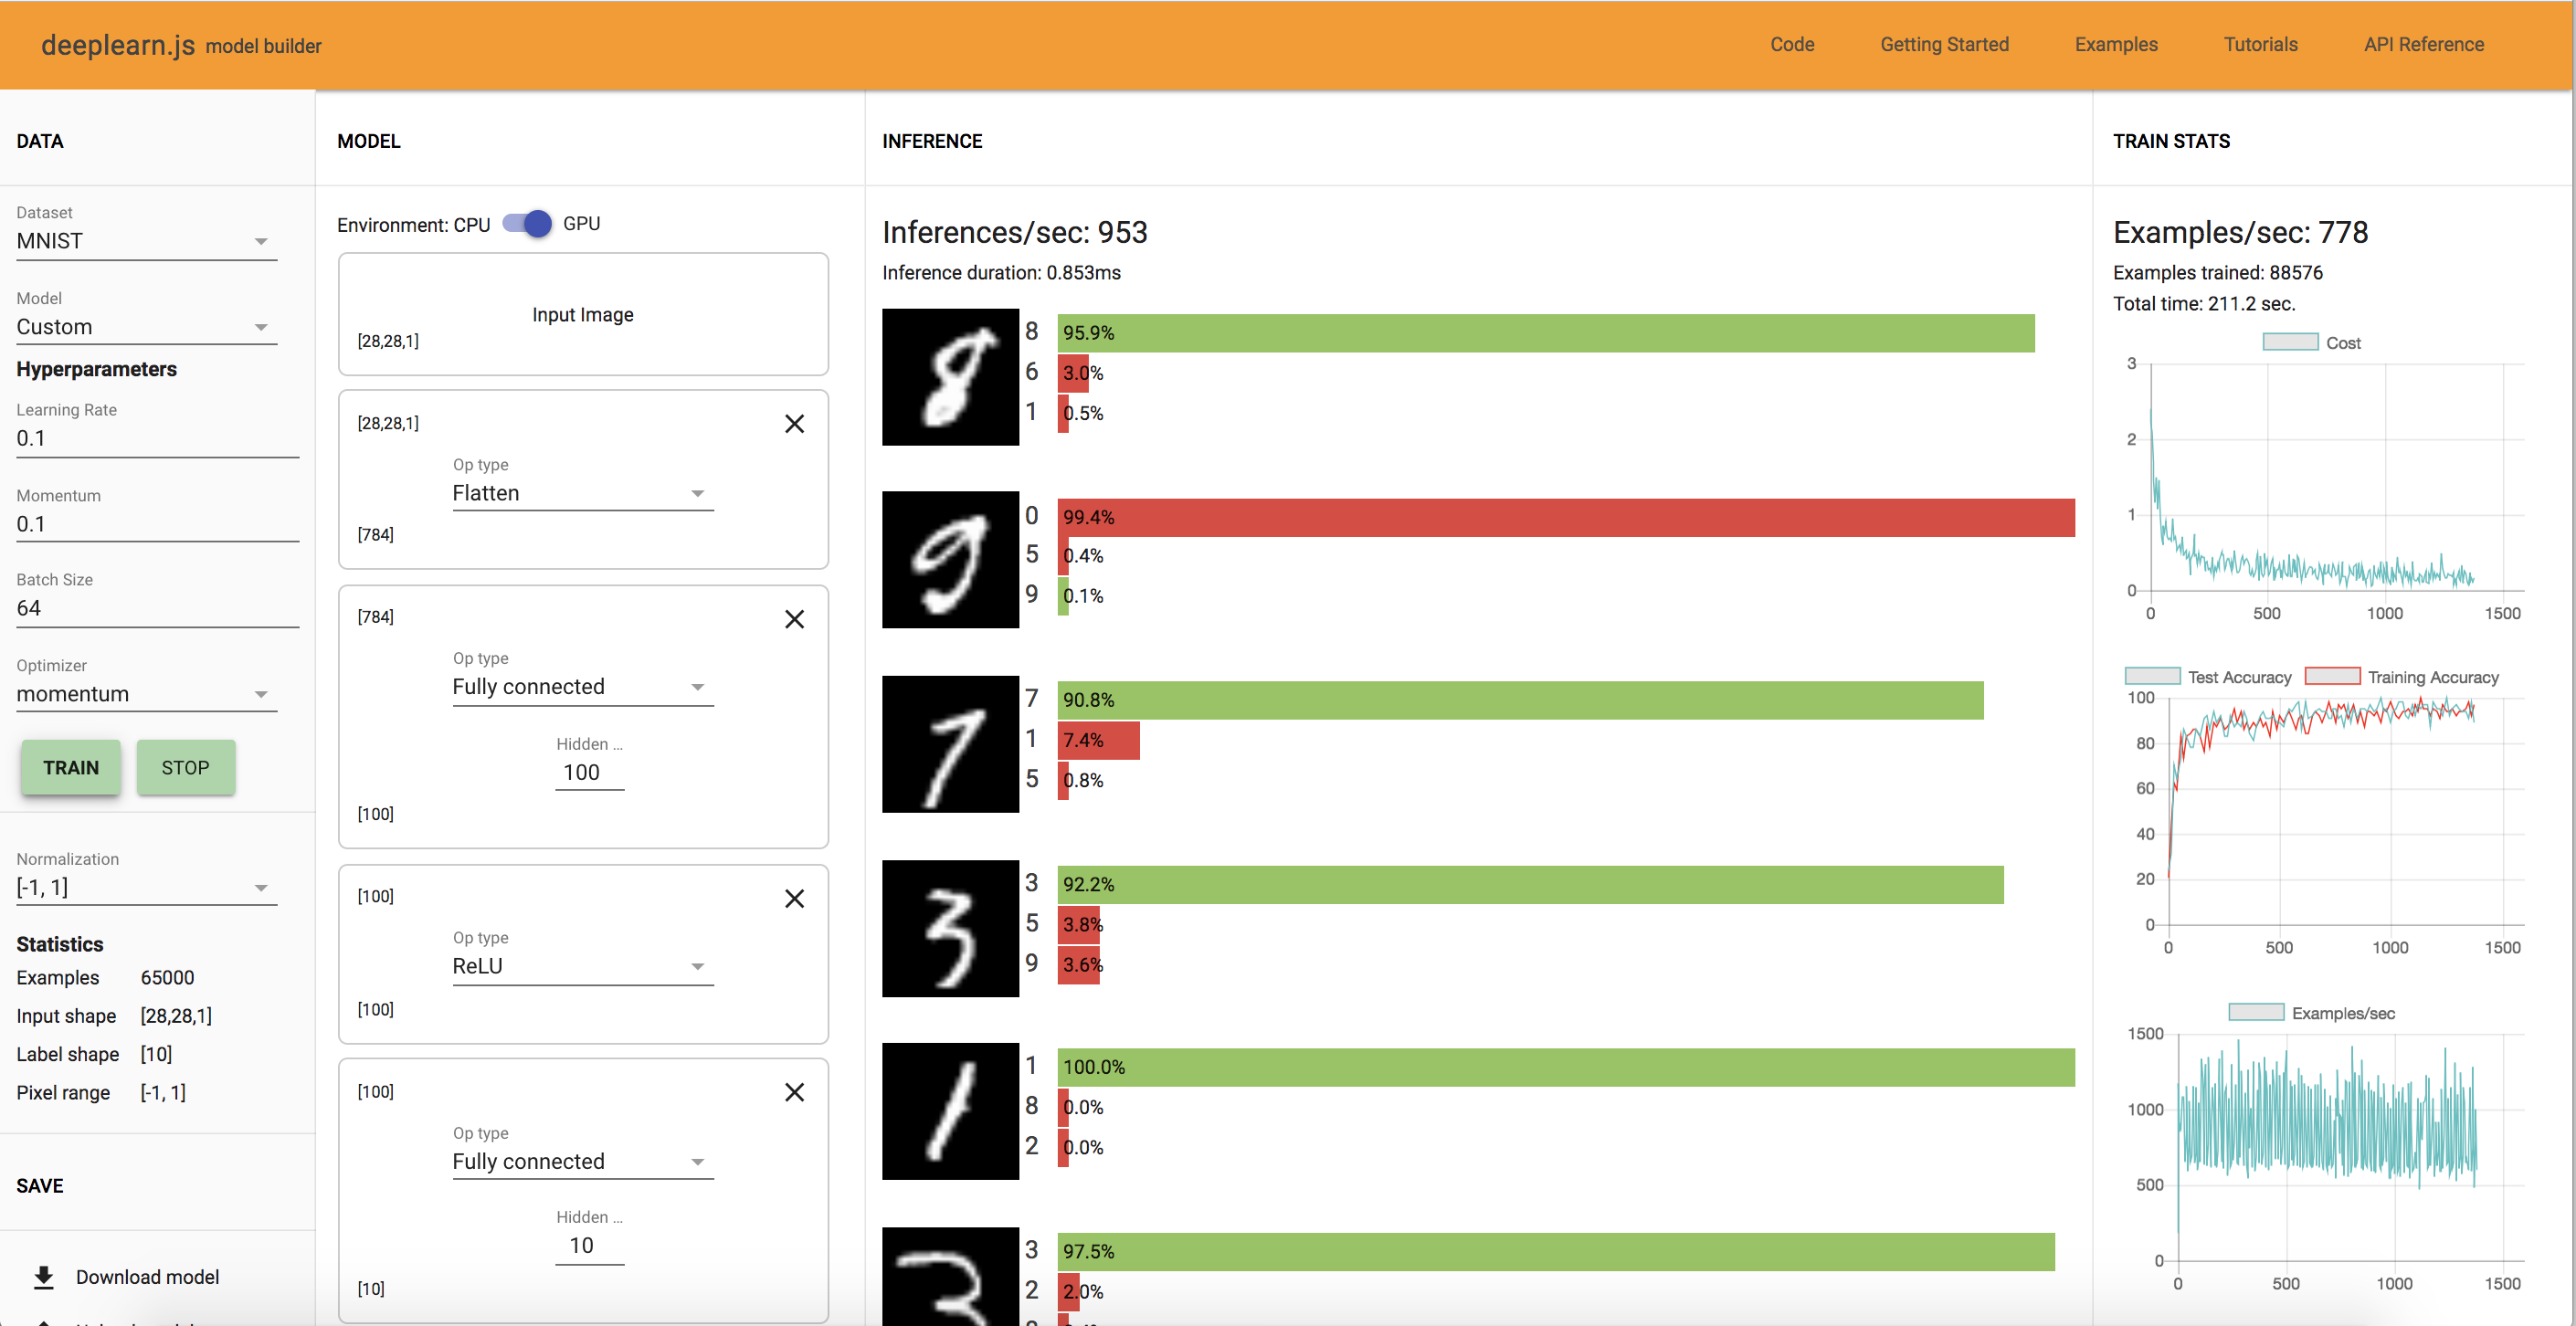 deeplearn.js model builder
Code Getting Started Examples Tutorials API Reference
DATA
Dataset
MNIST
Model
Custom
Hyperparameters
Learning Rate
0.1
Momentum
0.1
Batch Size
64
Optimizer
momentum
TRAIN STOP
Normalization
[-1, 1]
Statistics
Examples 65000
Input shape [28,28,1]
Label shape [10]
Pixel range [-1, 1]
SAVE
Download model
MODEL
Environment: CPU GPU
Input Image
[28,28,1]
[28,28,1]
Op type
Flatten
[784]
[784]
Op type
Fully connected
Hidden ...
100
[100]
[100]
Op type
ReLU
[100]
[100]
Op type
Fully connected
Hidden ...
10
[10]
INFERENCE
Inferences/sec: 953
Inference duration: 0.853ms
8 95.9%
6 3.0%
1 0.5%
0 99.4%
5 0.4%
9 0.1%
7 90.8%
1 7.4%
5 0.8%
3 92.2%
5 3.8%
9 3.6%
1 100.0%
8 0.0%
2 0.0%
3 97.5%
2 2.0%
TRAIN STATS
Examples/sec: 778
Examples trained: 88576
Total time: 211.2 sec.
Cost
3
2
1
0
0 500 1000 1500
Test Accuracy Training Accuracy
100
80
60
40
20
0
0 500 1000 1500
Examples/sec
1500
1000
500
0
0 500 1000 1500